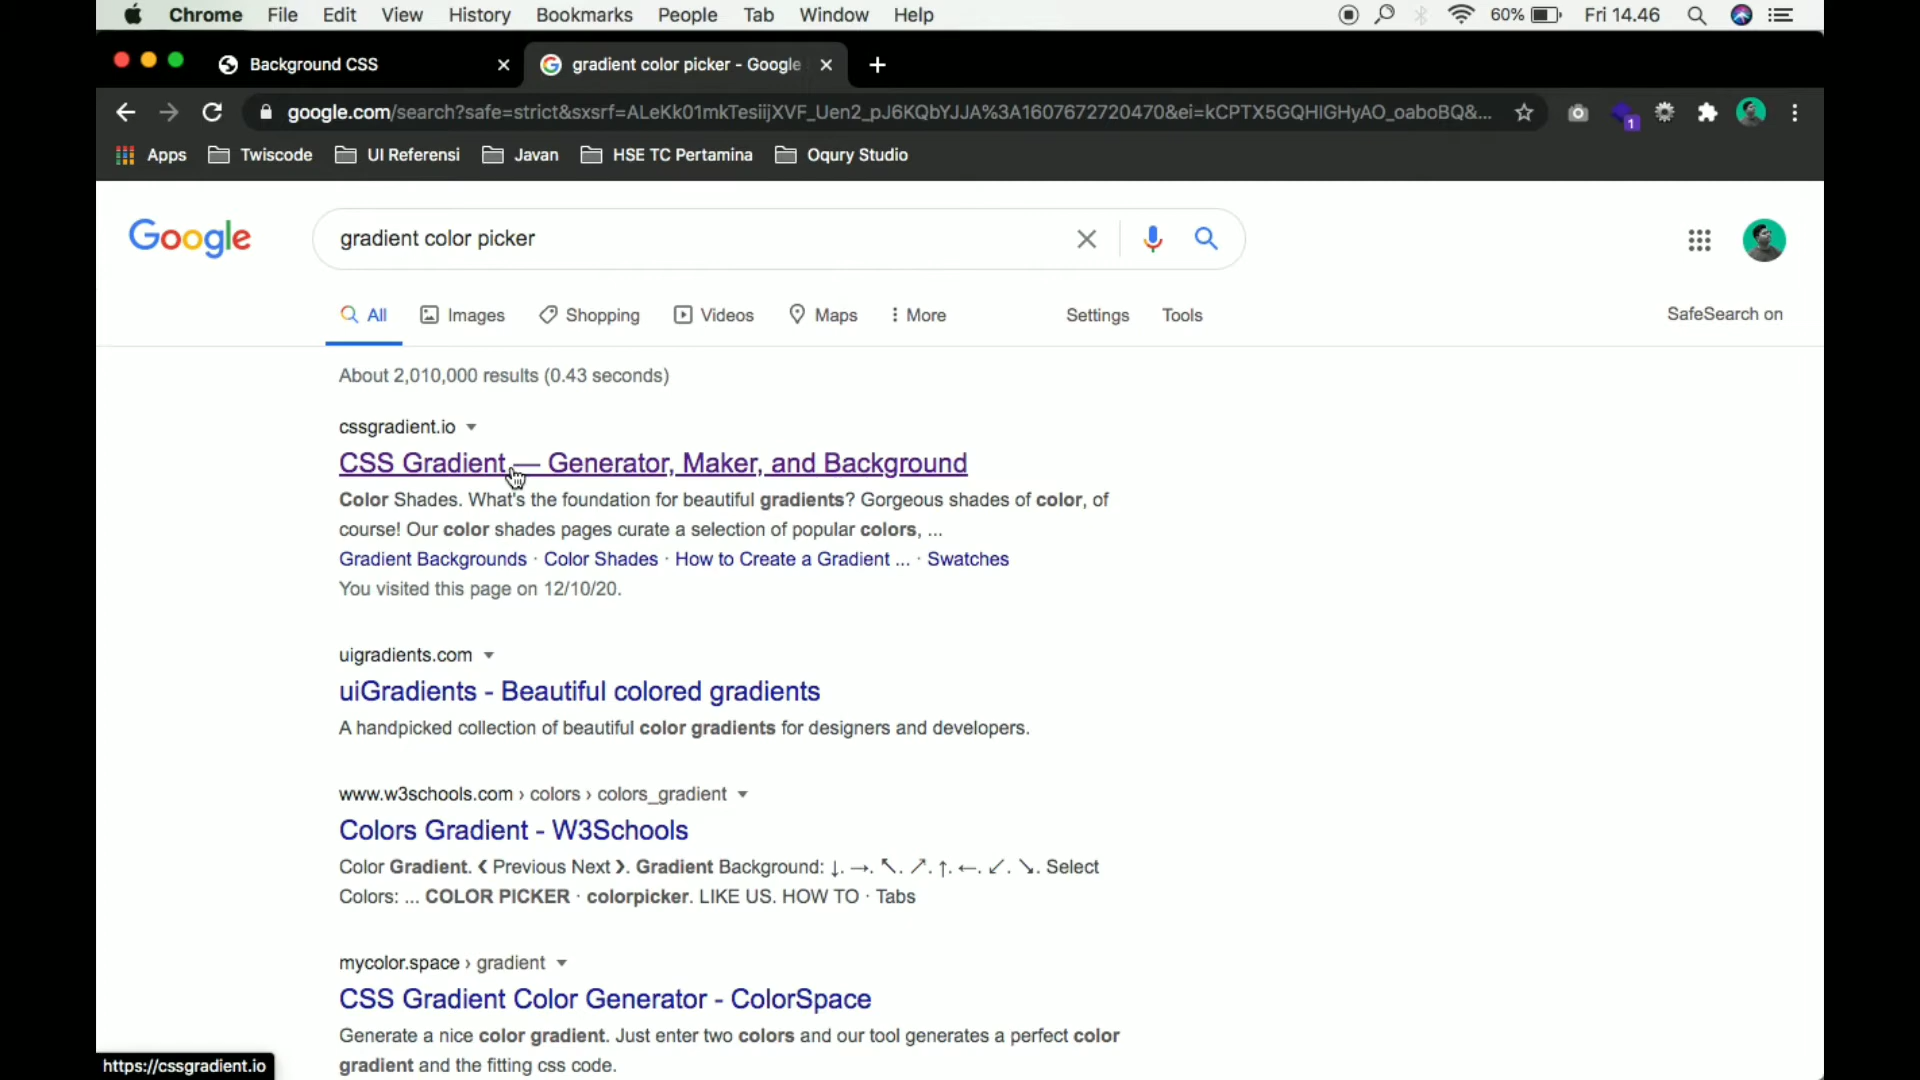 Chrome File Edit View History Bookmarks People Tab Window Help 60% Fri 14.46
Background CSS gradient color picker - Google
google.com/search?safe=strict&sxsrf=ALeKk01mkTesiijXVF_Uen2_pJ6KQbYJJA%3A1607672720470&ei=kCPTX5GQHIGHyAO_oaboBQ&... 1
Apps Twiscode UI Referensi Javan HSE TC Pertamina Oqury Studio
Google gradient color picker
All Images Shopping Videos Maps More Settings Tools SafeSearch on
About 2,010,000 results (0.43 seconds)
cssgradient.io
CSS Gradient — Generator, Maker, and Background
Color Shades. What's the foundation for beautiful gradients? Gorgeous shades of color, of
course! Our color shades pages curate a selection of popular colors, ...
Gradient Backgrounds · Color Shades · How to Create a Gradient ... · Swatches
You visited this page on 12/10/20.
uigradients.com
uiGradients - Beautiful colored gradients
A handpicked collection of beautiful color gradients for designers and developers.
www.w3schools.com › colors › colors_gradient
Colors Gradient - W3Schools
Color Gradient. ❮ Previous Next ❯. Gradient Background: ↓. →. ↖. ↗. ↑. ←. ↙. ↘. Select
Colors: ... COLOR PICKER · colorpicker. LIKE US. HOW TO · Tabs
mycolor.space › gradient
CSS Gradient Color Generator - ColorSpace
Generate a nice color gradient. Just enter two colors and our tool generates a perfect color
gradient and the fitting css code.
https://cssgradient.io